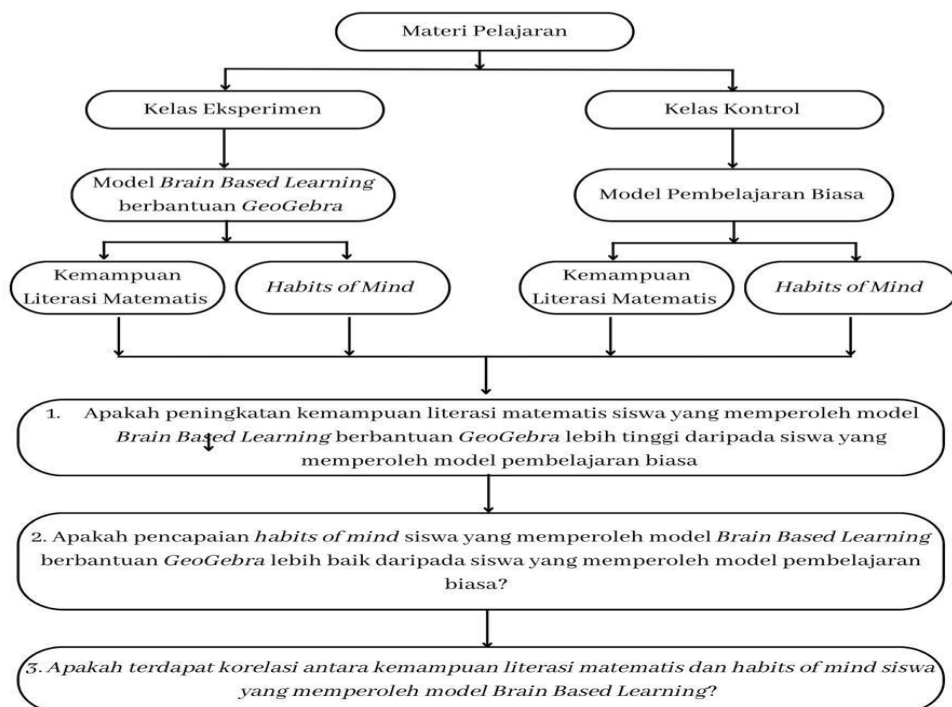 Materi Pelajaran
Kelas Eksperimen
Kelas Kontrol
Model Brain Based Learning
berbantuan GeoGebra
Model Pembelajaran Biasa
Kemampuan
Literasi Matematis
Habits of Mind
Kemampuan
Literasi Matematis
Habits of Mind
1. Apakah peningkatan kemampuan literasi matematis siswa yang memperoleh model
Brain Based Learning berbantuan GeoGebra lebih tinggi daripada siswa yang
memperoleh model pembelajaran biasa
2. Apakah pencapaian habits of mind siswa yang memperoleh model Brain Based Learning
berbantuan GeoGebra lebih baik daripada siswa yang memperoleh model pembelajaran
biasa?
3. Apakah terdapat korelasi antara kemampuan literasi matematis dan habits of mind siswa
yang memperoleh model Brain Based Learning?